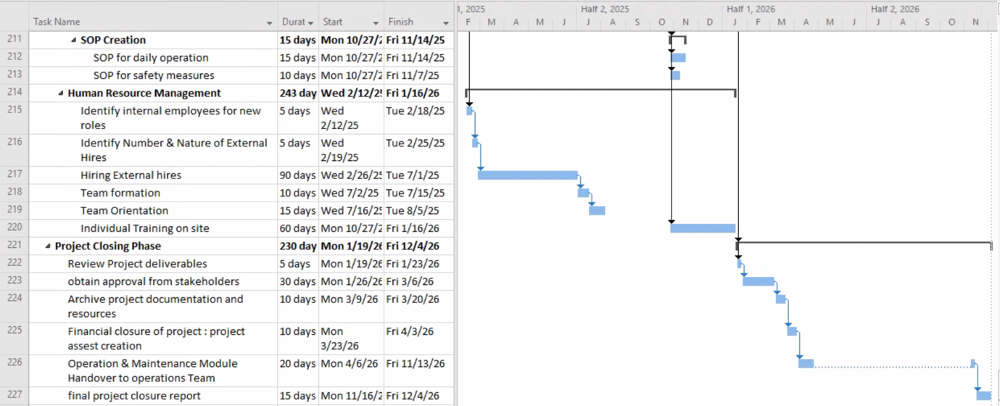 1, 2025 Half 2, 2025 Half 1, 2026 Half 2, 2026
Task Name Durat Start Finish F M A M J J A S O N D J F M A M J J A S O N
211 SOP Creation 15 days Mon 10/27/2 Fri 11/14/25
212 SOP for daily operation 15 days Mon 10/27/2 Fri 11/14/25
213 SOP for safety measures 10 days Mon 10/27/2 Fri 11/7/25
214 Human Resource Management 243 day Wed 2/12/25 Fri 1/16/26
215 Identify internal employees for new 5 days Wed Tue 2/18/25
roles 2/12/25
216 Identify Number & Nature of External 5 days Wed Tue 2/25/25
Hires 2/19/25
217 Hiring External hires 90 days Wed 2/26/25 Tue 7/1/25
218 Team formation 10 days Wed 7/2/25 Tue 7/15/25
219 Team Orientation 15 days Wed 7/16/25 Tue 8/5/25
220 Individual Training on site 60 days Mon 10/27/2 Fri 1/16/26
221 Project Closing Phase 230 day Mon 1/19/26 Fri 12/4/26
222 Review Project deliverables 5 days Mon 1/19/26 Fri 1/23/26
223 obtain approval from stakeholders 30 days Mon 1/26/26 Fri 3/6/26
224 Archive project documentation and 10 days Mon 3/9/26 Fri 3/20/26
resources
225 Financial closure of project : project 10 days Mon Fri 4/3/26
assest creation 3/23/26
226 Operation & Maintenance Module 20 days Mon 4/6/26 Fri 11/13/26
Handover to operations Team
227 final project closure report 15 days Mon 11/16/2 Fri 12/4/26